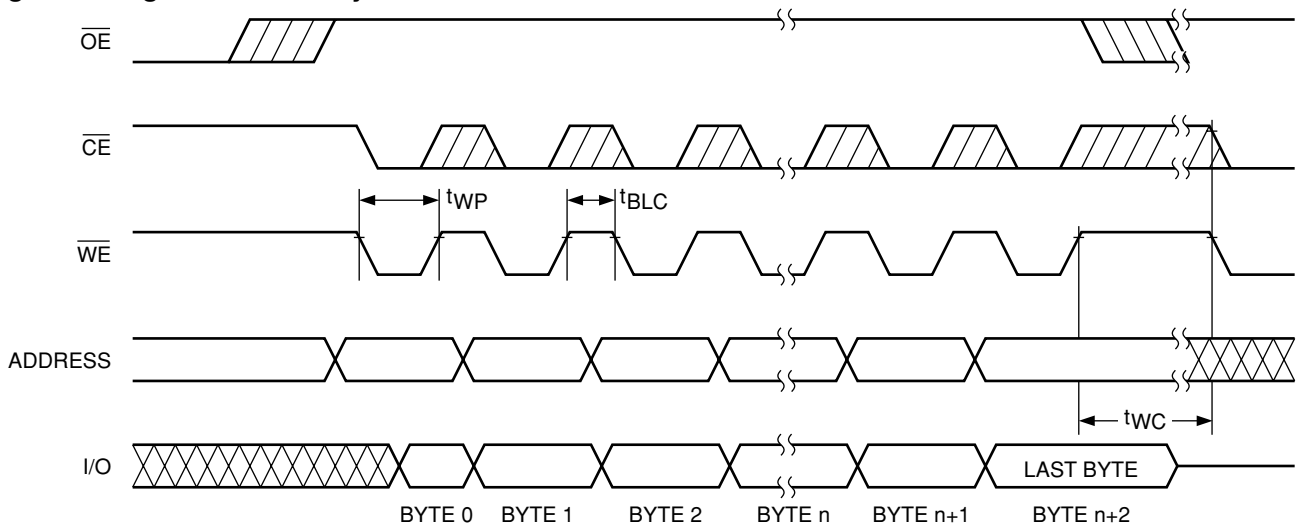 OE
CE
tWP
tBLC
WE
ADDRESS
tWC
I/O
LAST BYTE
BYTE 0 BYTE 1 BYTE 2 BYTE n BYTE n+1 BYTE n+2